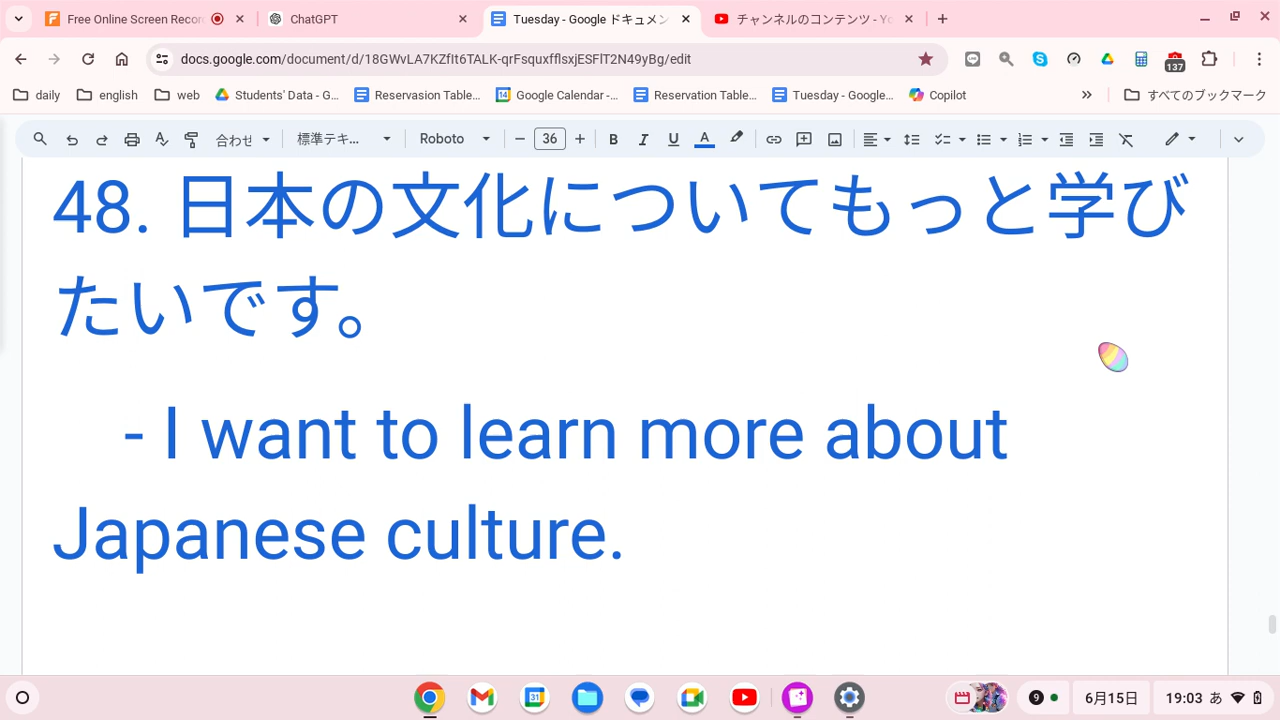 Free Online Screen Recor
ChatGPT
Tuesday - Google ドキュメン
チャンネルのコンテンツ - Yo
docs.google.com/document/d/18GWv1A7KZfIt6TALK-qrFsquxfflsxjESFlT2N49yBg/edit
137
daily
english
web
Students' Data - G...
Reservasion Table...
Google Calendar -...
Reservation Table...
Tuesday - Google...
Copilot
すべてのブックマーク
合わせ
標準テキ...
Roboto
36
B
I
U
A
48. 日本の文化についてもっと学び
たいです。
- I want to learn more about
Japanese culture.
31
9
6月15日
19:03 あ